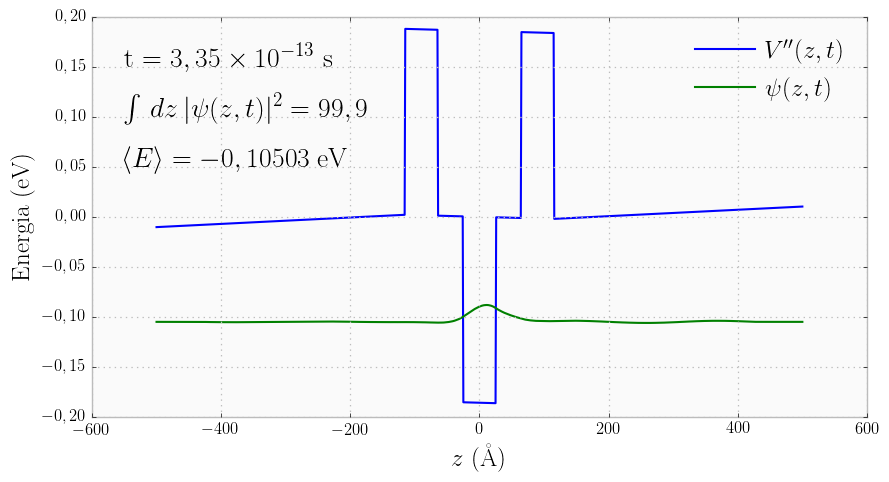 t = 3, 35 × 10⁻¹³ s
∫ dz |ψ(z, t)|² = 99, 9
⟨E⟩ = −0, 10503 eV
V′′(z, t)
ψ(z, t)
Energia (eV)
0, 20
0, 15
0, 10
0, 05
0, 00
−0, 05
−0, 10
−0, 15
−0, 20
−600 −400 −200 0 200 400 600
z (Å)